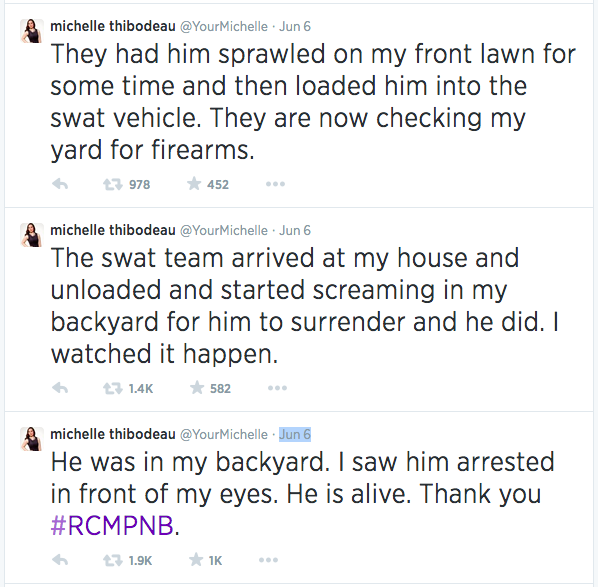 michelle thibodeau @YourMichelle · Jun 6
They had him sprawled on my front lawn for
some time and then loaded him into the
swat vehicle. They are now checking my
yard for firearms.
978 452
michelle thibodeau @YourMichelle · Jun 6
The swat team arrived at my house and
unloaded and started screaming in my
backyard for him to surrender and he did. I
watched it happen.
1.4K 582
michelle thibodeau @YourMichelle · Jun 6
He was in my backyard. I saw him arrested
in front of my eyes. He is alive. Thank you
#RCMPNB.
1.9K 1K